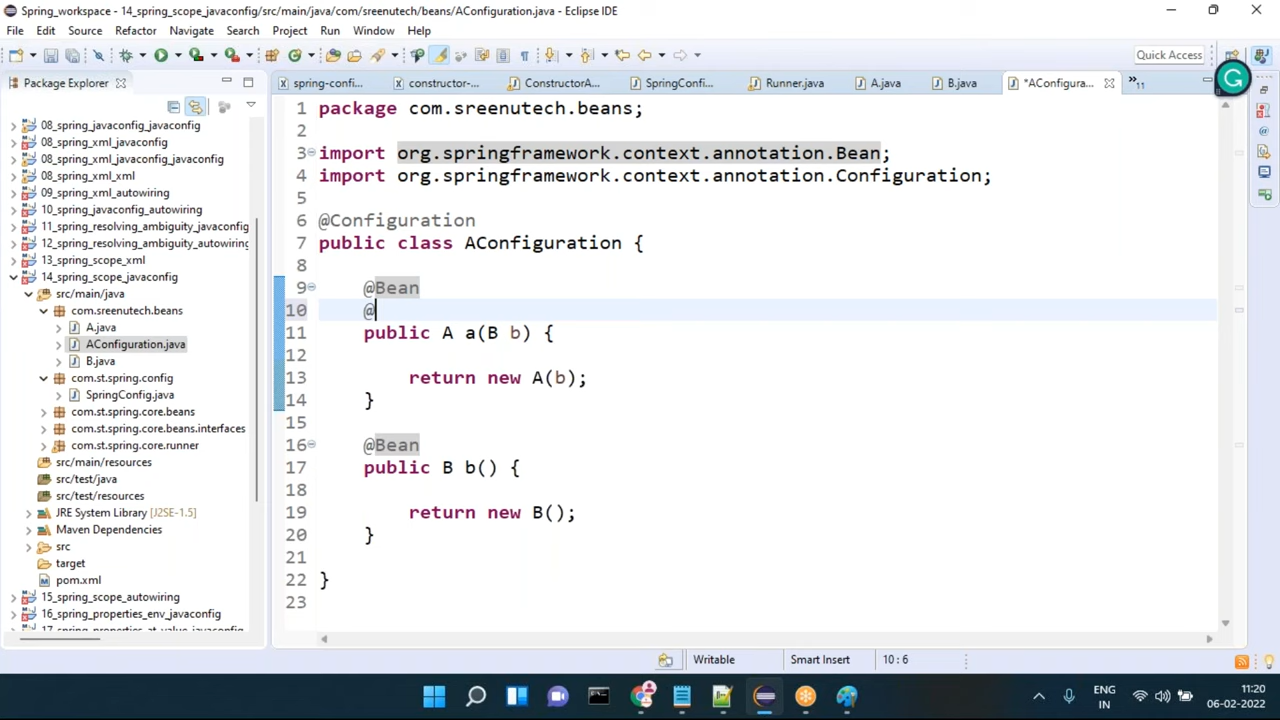 Spring_workspace - 14_spring_scope_javaconfig/src/main/java/com/sreenutech/beans/AConfiguration.java - Eclipse IDE
File Edit Source Refactor Navigate Search Project Run Window Help
Quick Access
Package Explorer
spring-confi... constructor-... ConstructorA... SpringConfi... Runner.java A.java B.java *AConfigura... 11
08_spring_javaconfig_javaconfig
08_spring_xml_javaconfig
08_spring_xml_javaconfig_javaconfig
08_spring_xml_xml
09_spring_xml_autowiring
10_spring_javaconfig_autowiring
11_spring_resolving_ambiguity_javaconfig
12_spring_resolving_ambiguity_autowiring
13_spring_scope_xml
14_spring_scope_javaconfig
src/main/java
com.sreenutech.beans
A.java
AConfiguration.java
B.java
com.st.spring.config
SpringConfig.java
com.st.spring.core.beans
com.st.spring.core.beans.interfaces
com.st.spring.core.runner
src/main/resources
src/test/java
src/test/resources
JRE System Library [J2SE-1.5]
Maven Dependencies
src
target
pom.xml
15_spring_scope_autowiring
16_spring_properties_env_javaconfig
17_spring_properties_at_value_javaconfig
1 package com.sreenutech.beans;
2
3 import org.springframework.context.annotation.Bean;
4 import org.springframework.context.annotation.Configuration;
5
6 @Configuration
7 public class AConfiguration {
8
9 @Bean
10 @
11 public A a(B b) {
12
13 return new A(b);
14 }
15
16 @Bean
17 public B b() {
18
19 return new B();
20 }
21
22 }
23
Writable Smart Insert 10 : 6
ENG
IN
11:20
06-02-2022